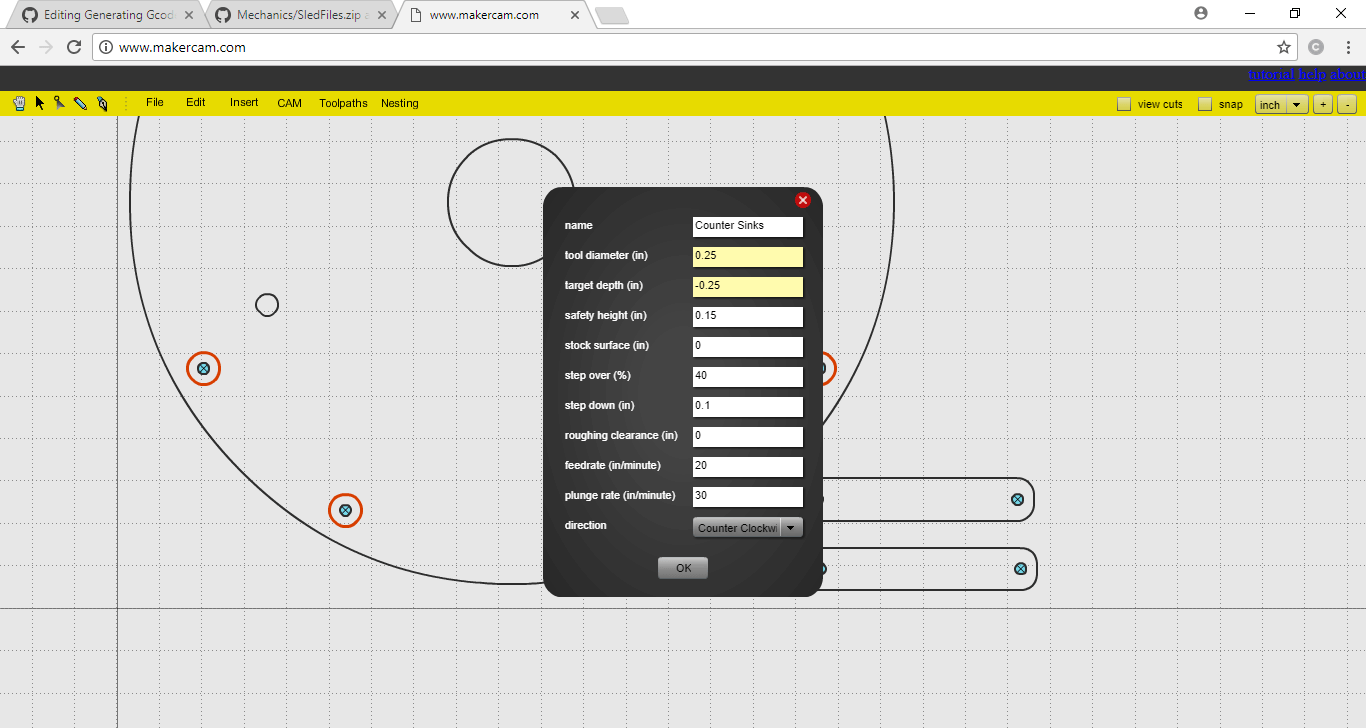 Editing Generating Gcod
Mechanics/SledFiles.zip a
www.makercam.com
www.makercam.com
C
tutorial help about
File Edit Insert CAM Toolpaths Nesting
view cuts snap inch + -
name Counter Sinks
tool diameter (in) 0.25
target depth (in) -0.25
safety height (in) 0.15
stock surface (in) 0
step over (%) 40
step down (in) 0.1
roughing clearance (in) 0
feedrate (in/minute) 20
plunge rate (in/minute) 30
direction Counter Clockwi
OK